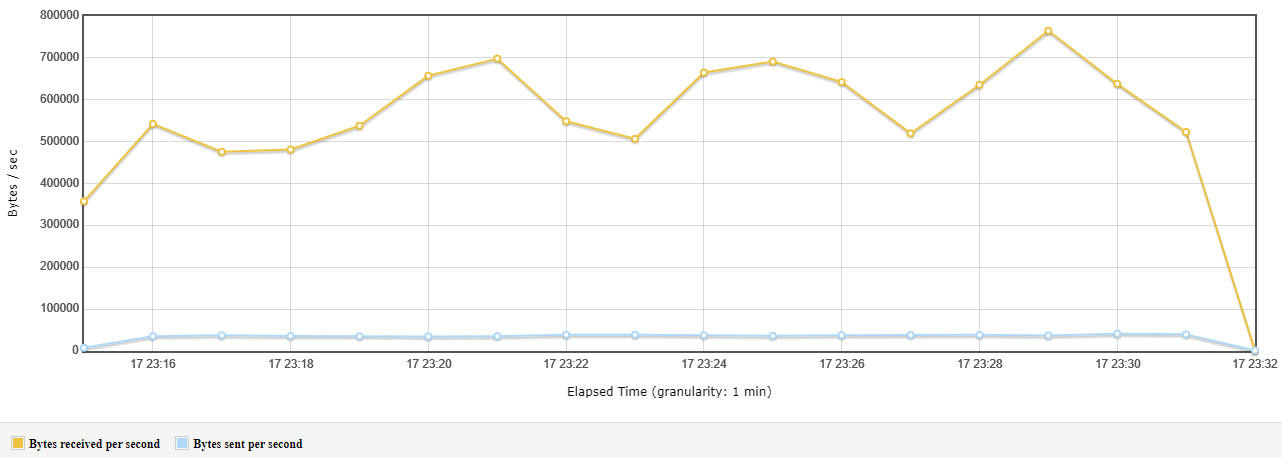 800000
700000
600000
500000
400000
300000
200000
100000
0
Bytes / sec
17 23:16 17 23:18 17 23:20 17 23:22 17 23:24 17 23:26 17 23:28 17 23:30 17 23:32
Elapsed Time (granularity: 1 min)
Bytes received per second Bytes sent per second